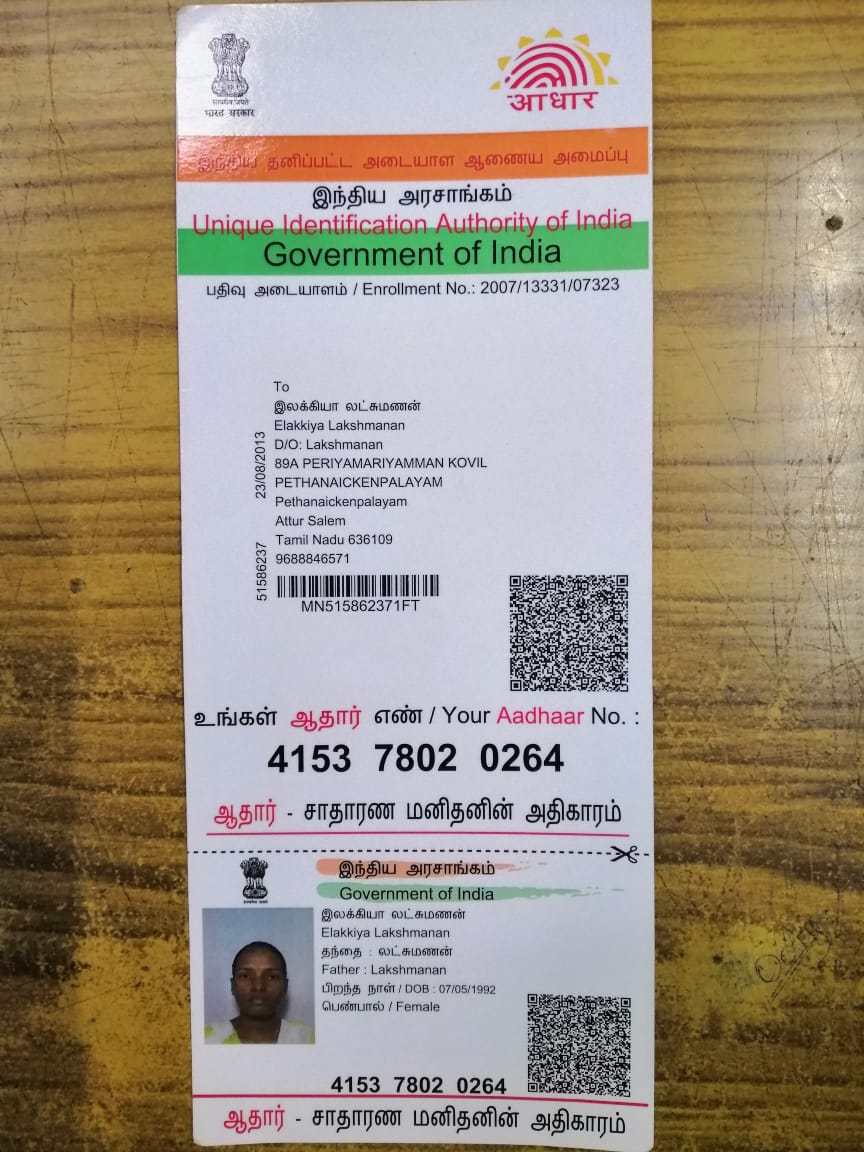 सत्यमेव जयते
भारत सरकार
आधार
இந்திய தனிப்பட்ட அடையாள ஆணைய அமைப்பு
இந்திய அரசாங்கம்
Unique Identification Authority of India
Government of India
பதிவு அடையாளம் / Enrollment No.: 2007/13331/07323
To
இலக்கியா லட்சுமணன்
Elakkiya Lakshmanan
D/O: Lakshmanan
89A PERIYAMARIYAMMAN KOVIL
PETHANAICKENPALAYAM
Pethanaickenpalayam
Attur Salem
Tamil Nadu 636109
9688846571
23/08/2013
51586237
MN515862371FT
உங்கள் ஆதார் எண் / Your Aadhaar No. :
4153 7802 0264
ஆதார் - சாதாரண மனிதனின் அதிகாரம்
இந்திய அரசாங்கம்
Government of India
இலக்கியா லட்சுமணன்
Elakkiya Lakshmanan
தந்தை : லட்சுமணன்
Father : Lakshmanan
பிறந்த நாள் / DOB : 07/05/1992
பெண்பால் / Female
4153 7802 0264
ஆதார் - சாதாரண மனிதனின் அதிகாரம்